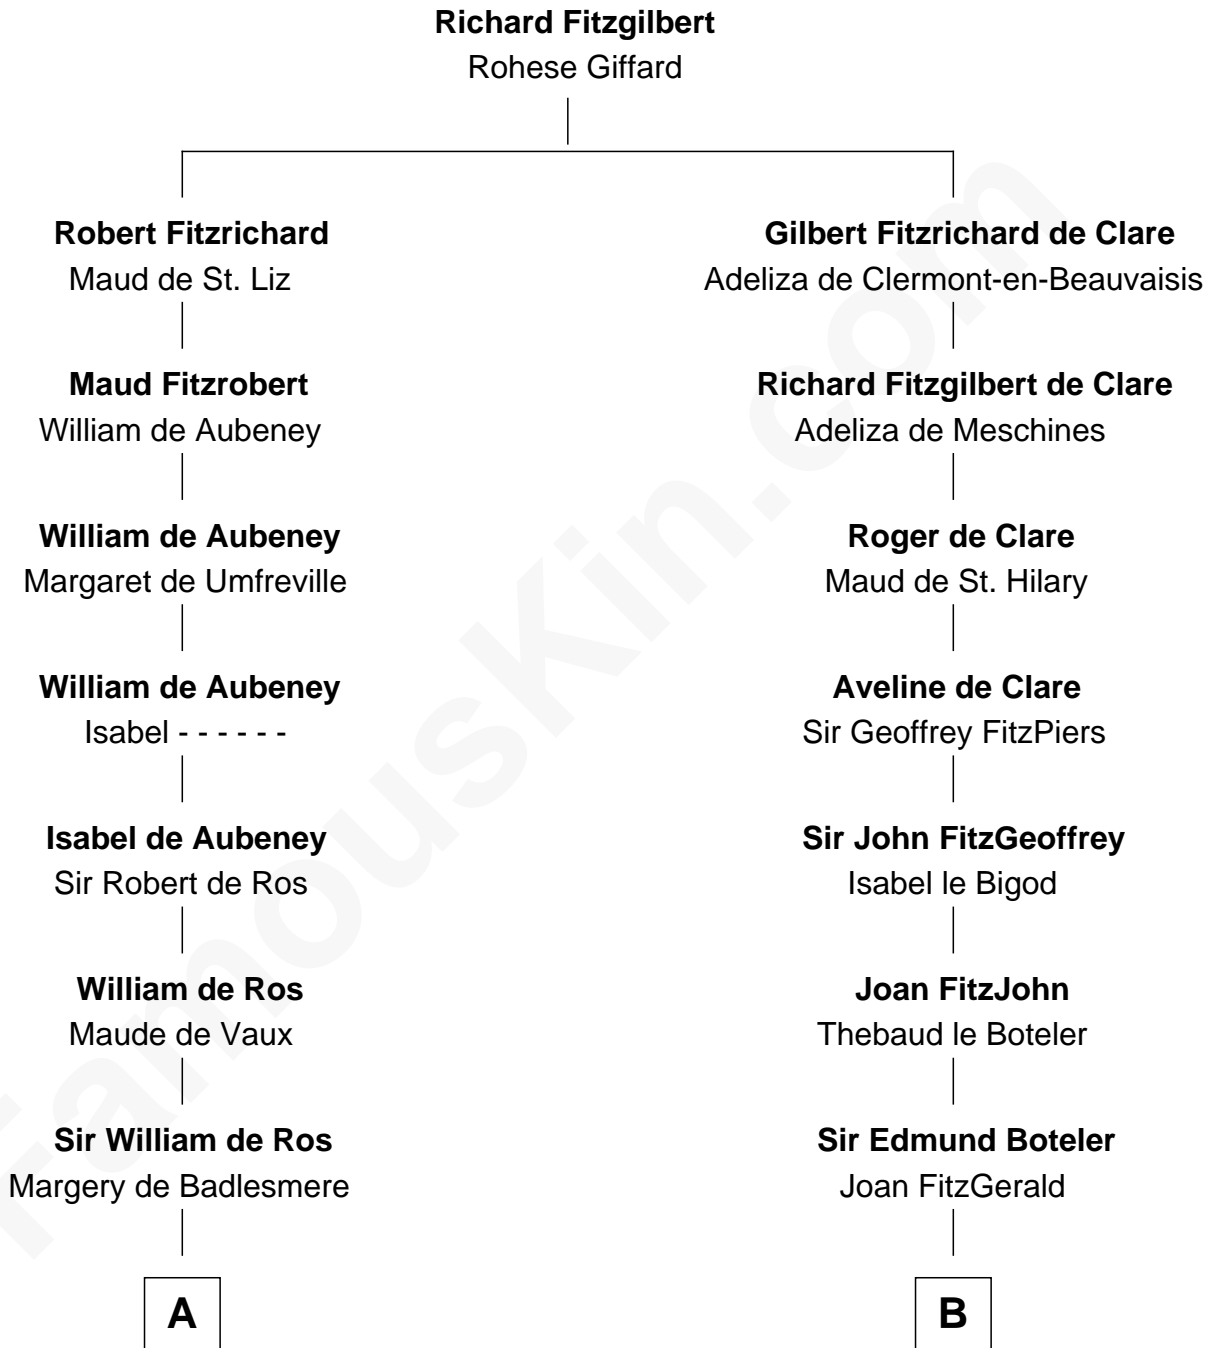 Richard Fitzgilbert
Rohese Giffard
Robert Fitzrichard
Maud de St. Liz
Gilbert Fitzrichard de Clare
Adeliza de Clermont-en-Beauvaisis
Maud Fitzrobert
William de Aubeney
Richard Fitzgilbert de Clare
Adeliza de Meschines
William de Aubeney
Margaret de Umfreville
Roger de Clare
Maud de St. Hilary
William de Aubeney
Isabel - - - - - -
Aveline de Clare
Sir Geoffrey FitzPiers
Isabel de Aubeney
Sir Robert de Ros
Sir John FitzGeoffrey
Isabel le Bigod
William de Ros
Maude de Vaux
Joan FitzJohn
Thebaud le Boteler
Sir William de Ros
Margery de Badlesmere
Sir Edmund Boteler
Joan FitzGerald
A
B
FamousKin.com